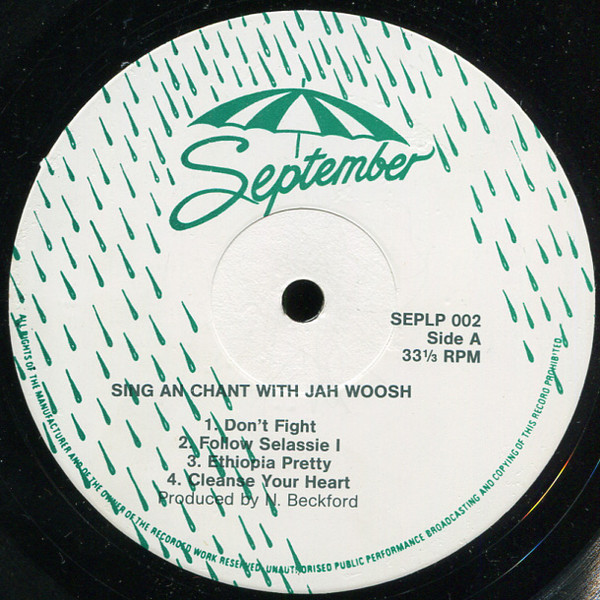 September
SEPLP 002
Side A
33⅓ RPM
SING AN CHANT WITH JAH WOOSH
1. Don't Fight
2. Follow Selassie I
3. Ethiopia Pretty
4. Cleanse Your Heart
Produced by N. Beckford
ALL RIGHTS OF THE MANUFACTURER AND OF THE OWNER OF THE RECORDED WORK RESERVED. UNAUTHORISED PUBLIC PERFORMANCE BROADCASTING AND COPYING OF THIS RECORD PROHIBITED.